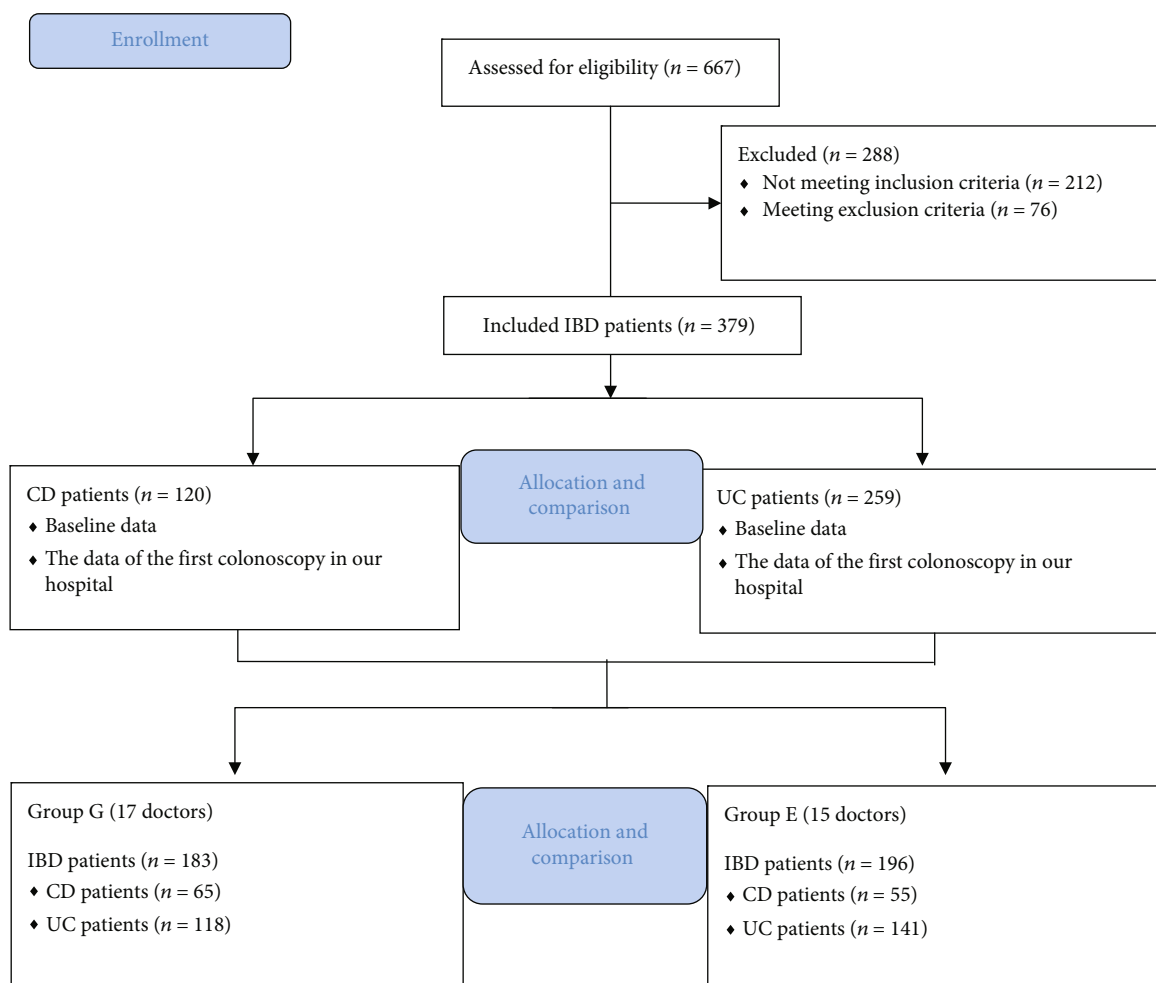 Enrollment
Assessed for eligibility (n = 667)
Excluded (n = 288)
♦ Not meeting inclusion criteria (n = 212)
♦ Meeting exclusion criteria (n = 76)
Included IBD patients (n = 379)
CD patients (n = 120)
♦ Baseline data
♦ The data of the first colonoscopy in our
hospital
Allocation and
comparison
UC patients (n = 259)
♦ Baseline data
♦ The data of the first colonoscopy in our
hospital
Group G (17 doctors)
IBD patients (n = 183)
♦ CD patients (n = 65)
♦ UC patients (n = 118)
Allocation and
comparison
Group E (15 doctors)
IBD patients (n = 196)
♦ CD patients (n = 55)
♦ UC patients (n = 141)